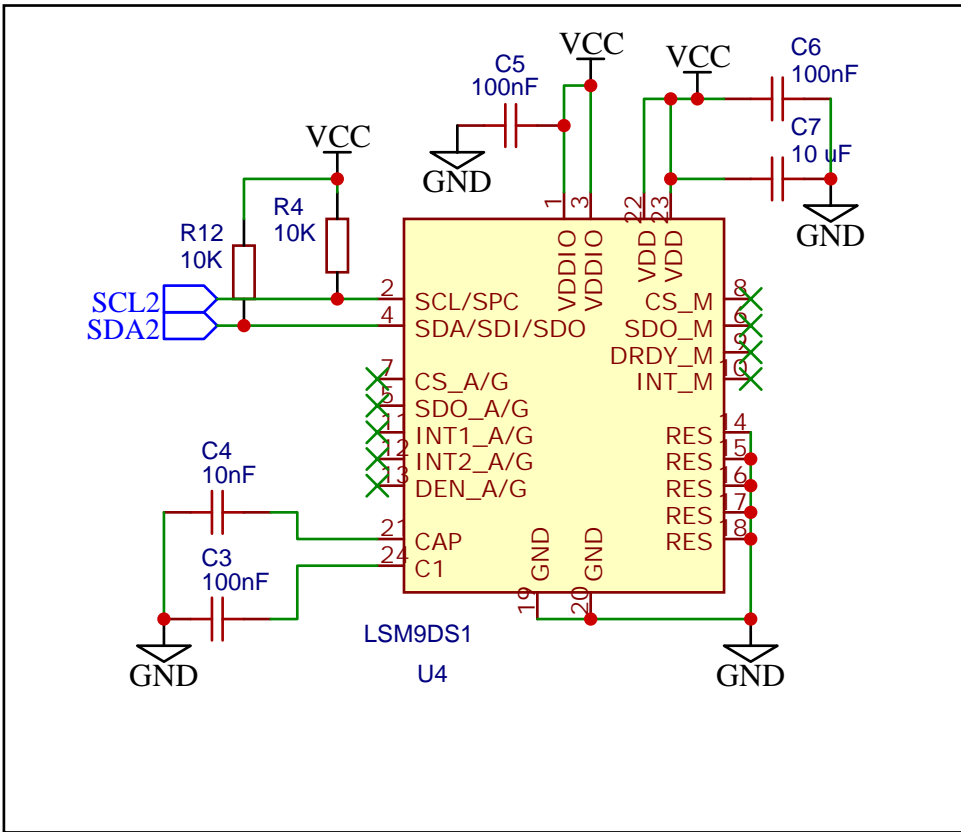 VCC
C5
100nF
GND
VCC
C6
100nF
C7
10 uF
GND
VCC
R12
10K
R4
10K
SCL2
SDA2
1
3
22
23
VDDIO
VDDIO
VDD
VDD
2
SCL/SPC
4
SDA/SDI/SDO
7
CS_A/G
5
SDO_A/G
11
INT1_A/G
12
INT2_A/G
13
DEN_A/G
21
CAP
24
C1
8
CS_M
6
SDO_M
9
DRDY_M
10
INT_M
14
RES
15
RES
16
RES
17
RES
18
RES
GND
GND
19
20
C4
10nF
C3
100nF
GND
LSM9DS1
U4
GND